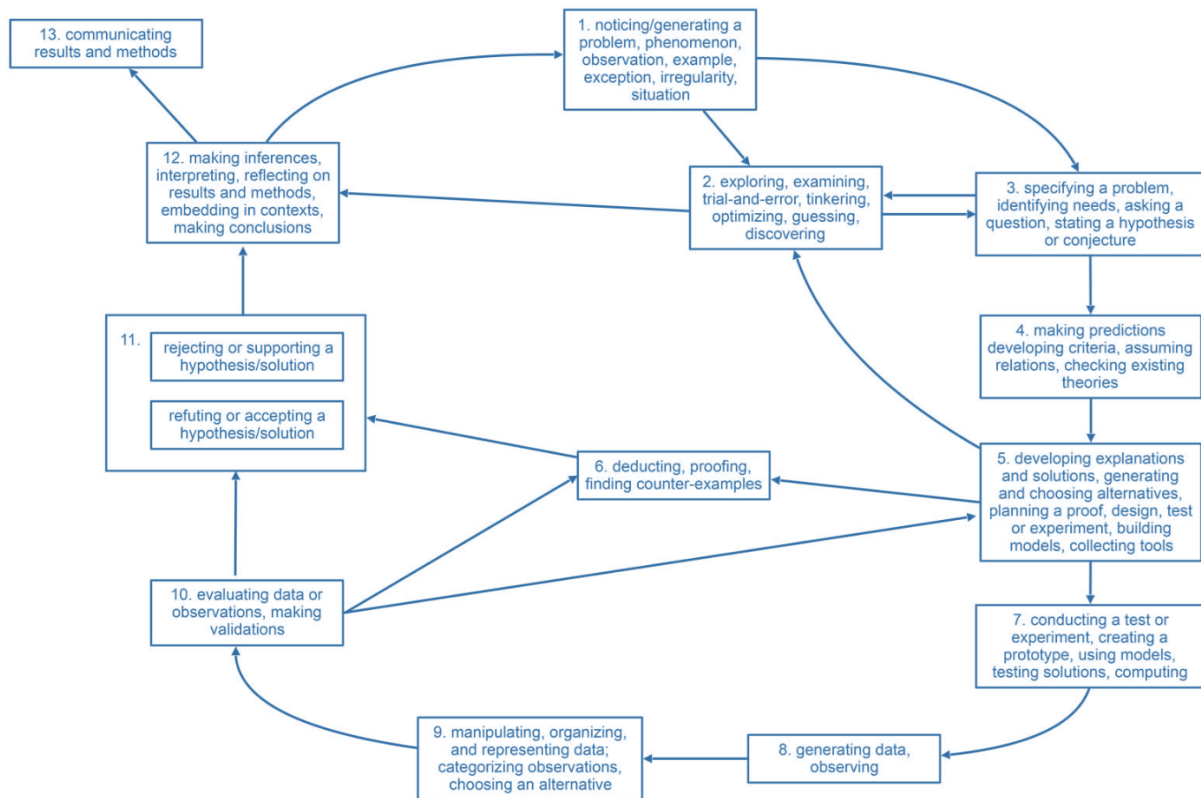 13. communicating
results and methods
1. noticing/generating a
problem, phenomenon,
observation, example,
exception, irregularity,
situation
12. making inferences,
interpreting, reflecting on
results and methods,
embedding in contexts,
making conclusions
2. exploring, examining,
trial-and-error, tinkering,
optimizing, guessing,
discovering
3. specifying a problem,
identifying needs, asking
a question, stating a hypothesis
or conjecture
11.
rejecting or supporting a
hypothesis/solution
refuting or accepting a
hypothesis/solution
4. making predictions
developing criteria, assuming
relations, checking existing
theories
6. deducting, proofing,
finding counter-examples
5. developing explanations
and solutions, generating
and choosing alternatives,
planning a proof, design, test
or experiment, building
models, collecting tools
10. evaluating data or
observations, making
validations
7. conducting a test or
experiment, creating a
prototype, using models,
testing solutions, computing
9. manipulating, organizing,
and representing data;
categorizing observations,
choosing an alternative
8. generating data,
observing